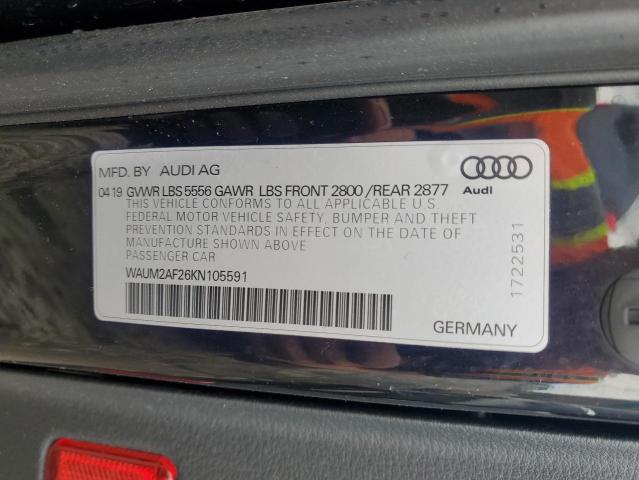 MFD. BY AUDI AG
04 19 GVWR LBS 5556 GAWR LBS FRONT 2800 /REAR 2877
THIS VEHICLE CONFORMS TO ALL APPLICABLE U.S.
FEDERAL MOTOR VEHICLE SAFETY, BUMPER AND THEFT
PREVENTION STANDARDS IN EFFECT ON THE DATE OF
MANUFACTURE SHOWN ABOVE
PASSENGER CAR
WAUM2AF26KN105591
Audi
1722531
GERMANY